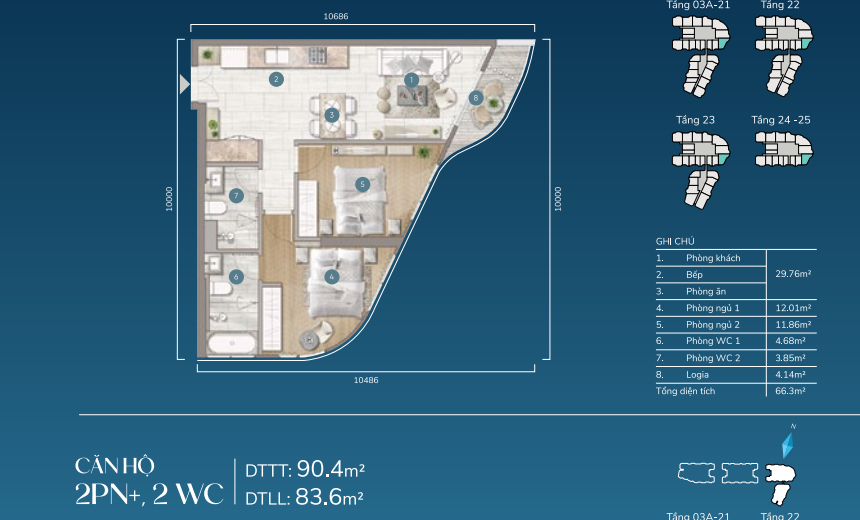 Tầng 03A-21 Tầng 22
10686
1
2
8
3
Tầng 23 Tầng 24 -25
5
7
10000
10000
4
6
10486
GHI CHÚ
1. Phòng khách
2. Bếp 29.76m²
3. Phòng ăn
4. Phòng ngủ 1 12.01m²
5. Phòng ngủ 2 11.86m²
6. Phòng WC 1 4.68m²
7. Phòng WC 2 3.85m²
8. Logia 4.14m²
Tổng diện tích 66.3m²
N
CĂN HỘ
2PN+, 2 WC
DTTT: 90.4m²
DTLL: 83.6m²
Tầng 03A-21 Tầng 22